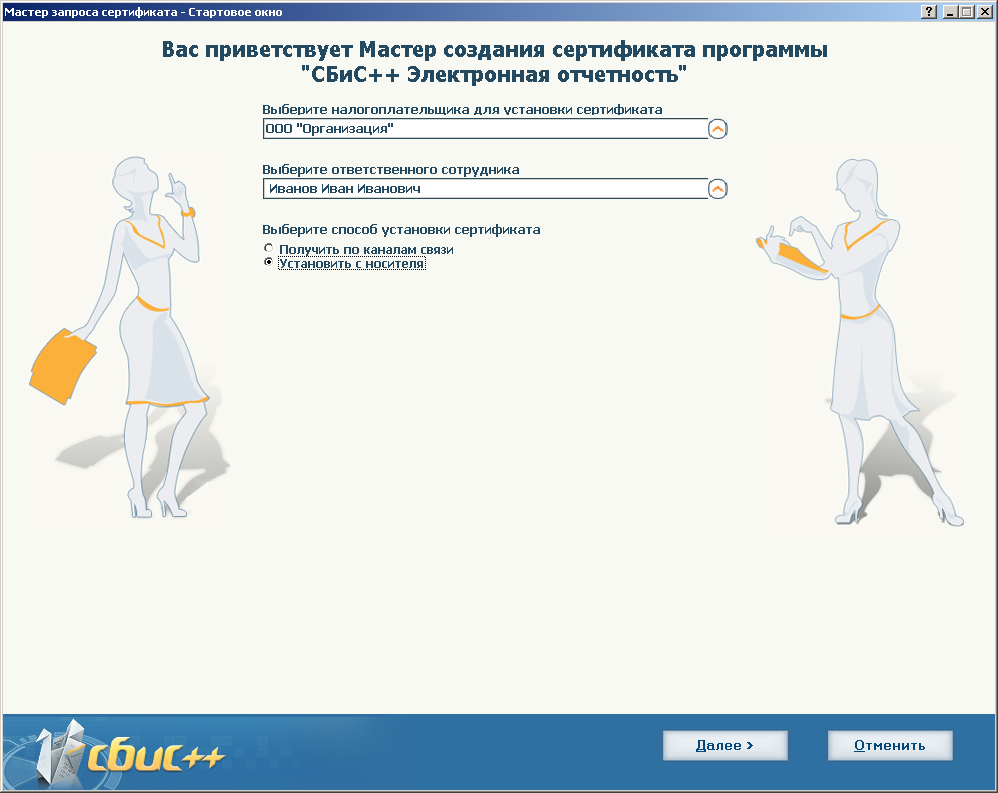 Мастер запроса сертификата - Стартовое окно
Вас приветствует Мастер создания сертификата программы
"СБиС++ Электронная отчетность"
Выберите налогоплательщика для установки сертификата
ООО "Организация"
Выберите ответственного сотрудника
Иванов Иван Иванович
Выберите способ установки сертификата
Получить по каналам связи
Установить с носителя
сбис++
Далее >
Отменить